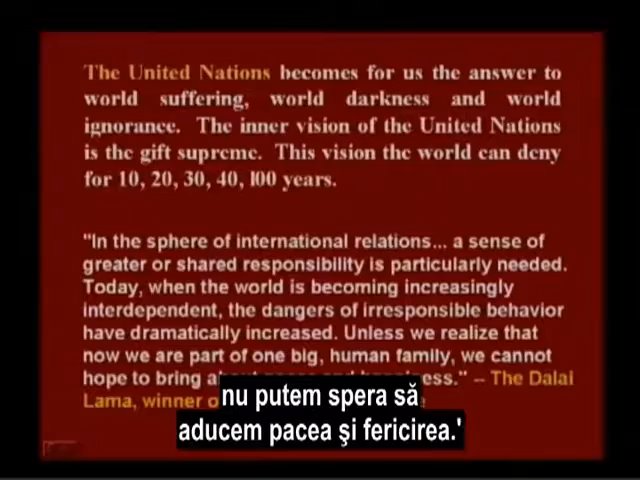 The United Nations becomes for us the answer to
world suffering, world darkness and world
ignorance. The inner vision of the United Nations
is the gift supreme. This vision the world can deny
for 10, 20, 30, 40, 100 years.
"In the sphere of international relations... a sense of
greater or shared responsibility is particularly needed.
Today, when the world is becoming increasingly
interdependent, the dangers of irresponsible behavior
have dramatically increased. Unless we realize that
now we are part of one big, human family, we cannot
hope to bring
-- The Dalai
Lama, winner
nu putem spera să
aducem pacea şi fericirea.'